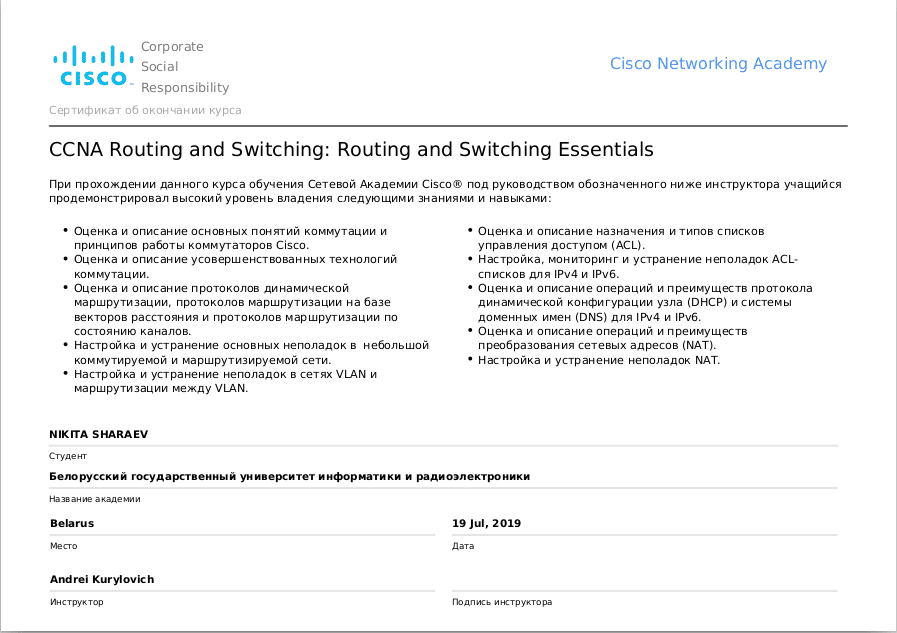 CISCO
Corporate
Social
Responsibility
Cisco Networking Academy
Сертификат об окончании курса
CCNA Routing and Switching: Routing and Switching Essentials
При прохождении данного курса обучения Сетевой Академии Cisco® под руководством обозначенного ниже инструктора учащийся
продемонстрировал высокий уровень владения следующими знаниями и навыками:
• Оценка и описание основных понятий коммутации и
принципов работы коммутаторов Cisco.
• Оценка и описание усовершенствованных технологий
коммутации.
• Оценка и описание протоколов динамической
маршрутизации, протоколов маршрутизации на базе
векторов расстояния и протоколов маршрутизации по
состоянию каналов.
• Настройка и устранение основных неполадок в небольшой
коммутируемой и маршрутизируемой сети.
• Настройка и устранение неполадок в сетях VLAN и
маршрутизации между VLAN.
• Оценка и описание назначения и типов списков
управления доступом (ACL).
• Настройка, мониторинг и устранение неполадок ACL-
списков для IPv4 и IPv6.
• Оценка и описание операций и преимуществ протокола
динамической конфигурации узла (DHCP) и системы
доменных имен (DNS) для IPv4 и IPv6.
• Оценка и описание операций и преимуществ
преобразования сетевых адресов (NAT).
• Настройка и устранение неполадок NAT.
NIKITA SHARAEV
Студент
Белорусский государственный университет информатики и радиоэлектроники
Название академии
Belarus
Место
19 Jul, 2019
Дата
Andrei Kurylovich
Инструктор
Подпись инструктора